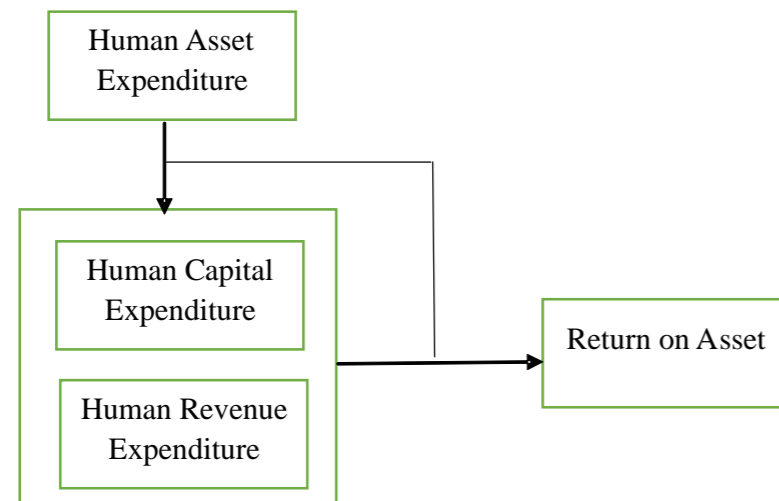 Human Asset
Expenditure
Human Capital
Expenditure
Return on Asset
Human Revenue
Expenditure